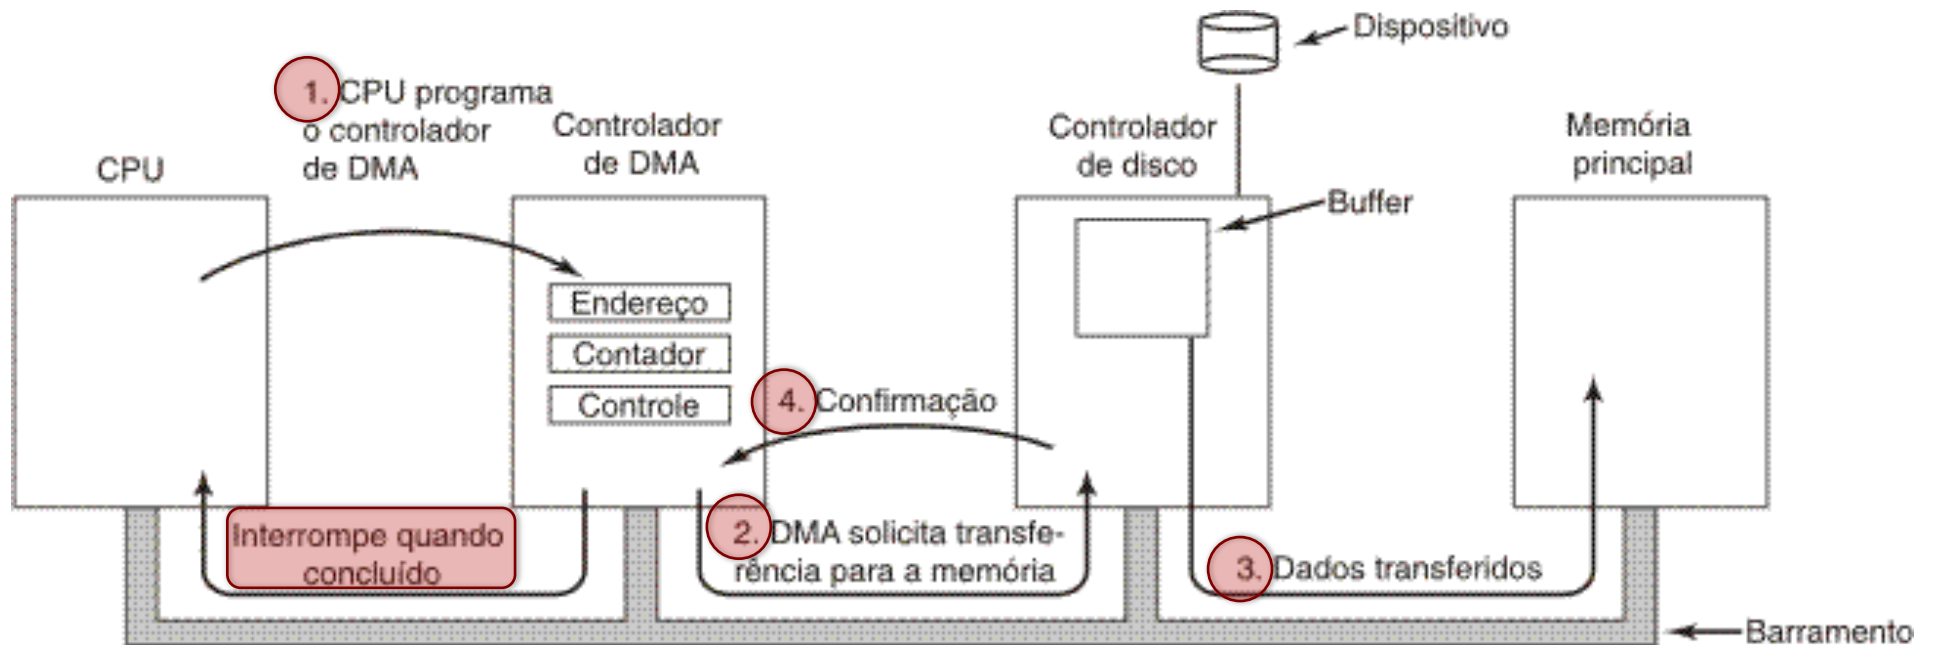 Dispositivo
1. CPU programa
o controlador
de DMA
CPU
Controlador
de DMA
Controlador
de disco
Memória
principal
Buffer
Endereço
Contador
Controle
4. Confirmação
Interrompe quando
concluído
2. DMA solicita transfe-
rência para a memória
3. Dados transferidos
Barramento